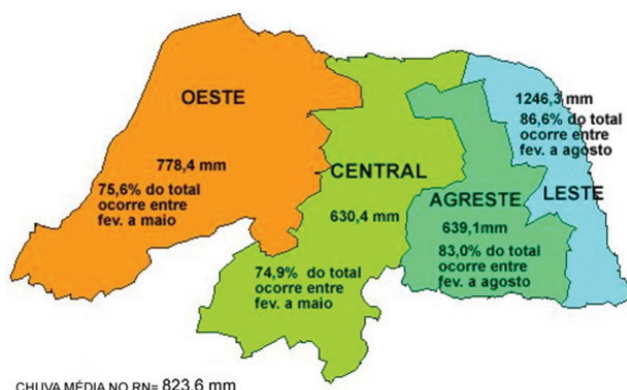 OESTE
778,4 mm
75,6% do total
ocorre entre
fev. a maio
CENTRAL
630,4 mm
74,9% do total
ocorre entre
fev. a maio
AGRESTE
639,1mm
83,0% do total
ocorre entre
fev. a agosto
1246,3 mm
86,6% do total
ocorre entre
fev. a agosto
LESTE
CHUVA MÉDIA NO RN= 823,6 mm